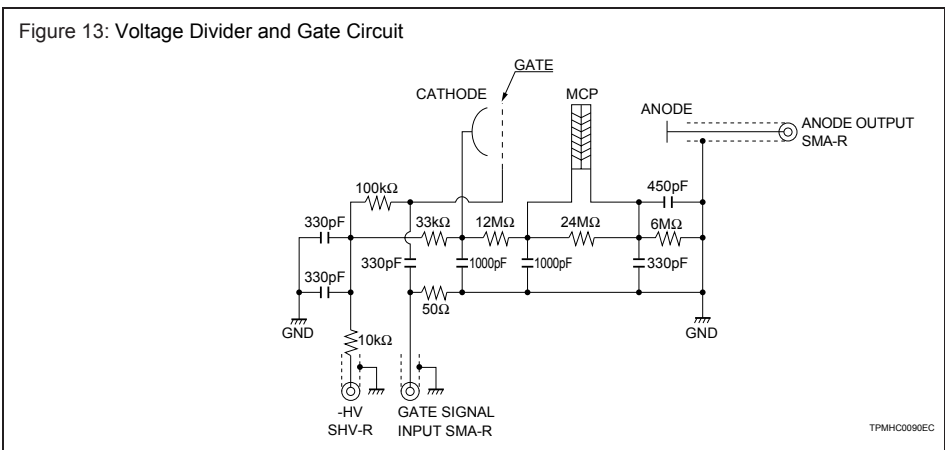 Figure 13: Voltage Divider and Gate Circuit
GATE
CATHODE
MCP
ANODE
ANODE OUTPUT
SMA-R
100kΩ
450pF
330pF
33kΩ
12MΩ
24MΩ
6MΩ
330pF
330pF
1000pF
1000pF
330pF
50Ω
GND
GND
10kΩ
-HV
SHV-R
GATE SIGNAL
INPUT SMA-R
TPMHC0090EC